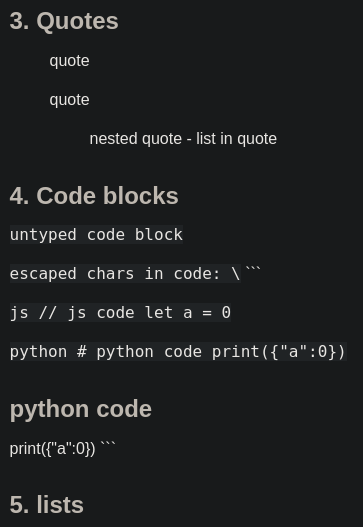 3. Quotes
quote
quote
nested quote - list in quote
4. Code blocks
untyped code block
escaped chars in code: \ ```
js // js code let a = 0
python # python code print({"a":0})
python code
print({"a":0}) ```
5. lists